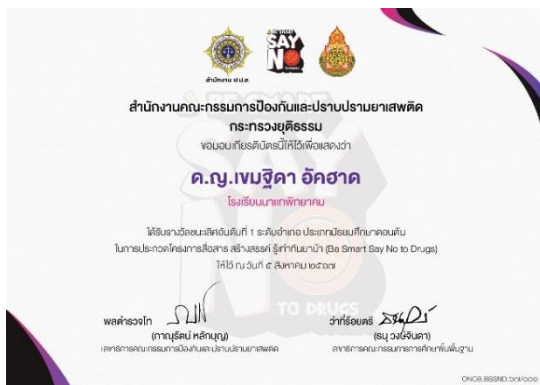 สำนักงาน ป.ป.ส.
BE SMART
SAY
NO
TO DRUGS
สำนักงานคณะกรรมการป้องกันและปราบปรามยาเสพติด
กระทรวงยุติธรรม
ขอมอบเกียรติบัตรนี้ให้ไว้เพื่อแสดงว่า
ด.ญ.เขมฐิดา อัคฮาด
โรงเรียนนาแกพิทยาคม
ได้รับรางวัลชนะเลิศอันดับที่ 1 ระดับอำเภอ ประเภทมัธยมศึกษาตอนต้น
ในการประกวดโครงการสื่อสาร สร้างสรรค์ รู้เท่าทันยาบ้า (Be Smart Say No to Drugs)
ให้ไว้ ณ วันที่ ๕ สิงหาคม ๒๕๖๗
TO DRUGS
พลตำรวจโท
(ภาณุรัตน์ หลักบุญ)
เลขาธิการคณะกรรมการป้องกันและปราบปรามยาเสพติด
ว่าที่ร้อยตรี
(ธนุ วงษ์จินดา)
เลขาธิการคณะกรรมการการศึกษาขั้นพื้นฐาน